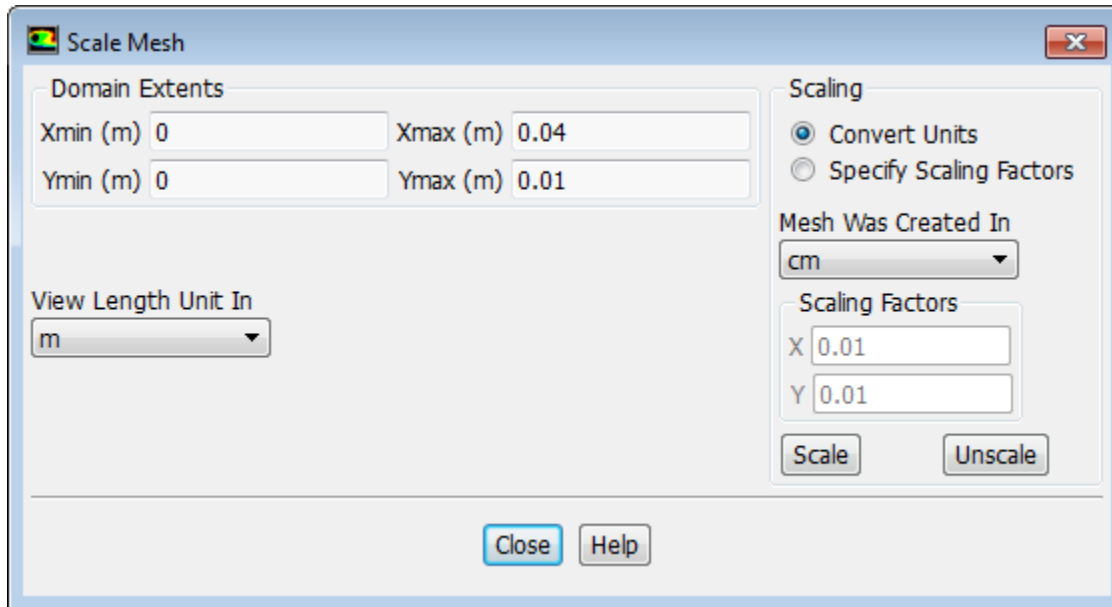 Scale Mesh
Domain Extents
Xmin (m) 0 Xmax (m) 0.04
Ymin (m) 0 Ymax (m) 0.01
View Length Unit In
m
Scaling
Convert Units
Specify Scaling Factors
Mesh Was Created In
cm
Scaling Factors
X 0.01
Y 0.01
Scale Unscale
Close Help